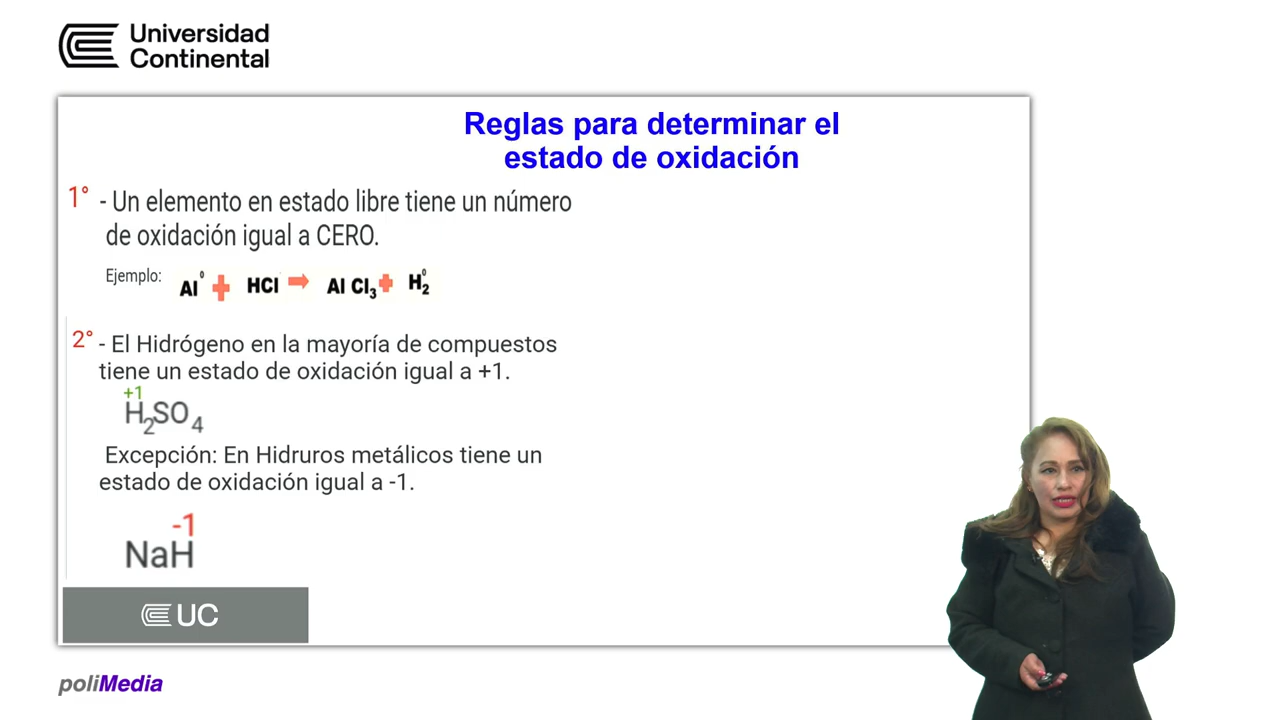 Universidad
Continental
Reglas para determinar el
estado de oxidación
1° - Un elemento en estado libre tiene un número
de oxidación igual a CERO.
Ejemplo: Al⁰ + HCl → Al Cl₃ + H₂⁰
2° - El Hidrógeno en la mayoría de compuestos
tiene un estado de oxidación igual a +1.
+1
H₂SO₄
Excepción: En Hidruros metálicos tiene un
estado de oxidación igual a -1.
-1
NaH
UC
poliMedia